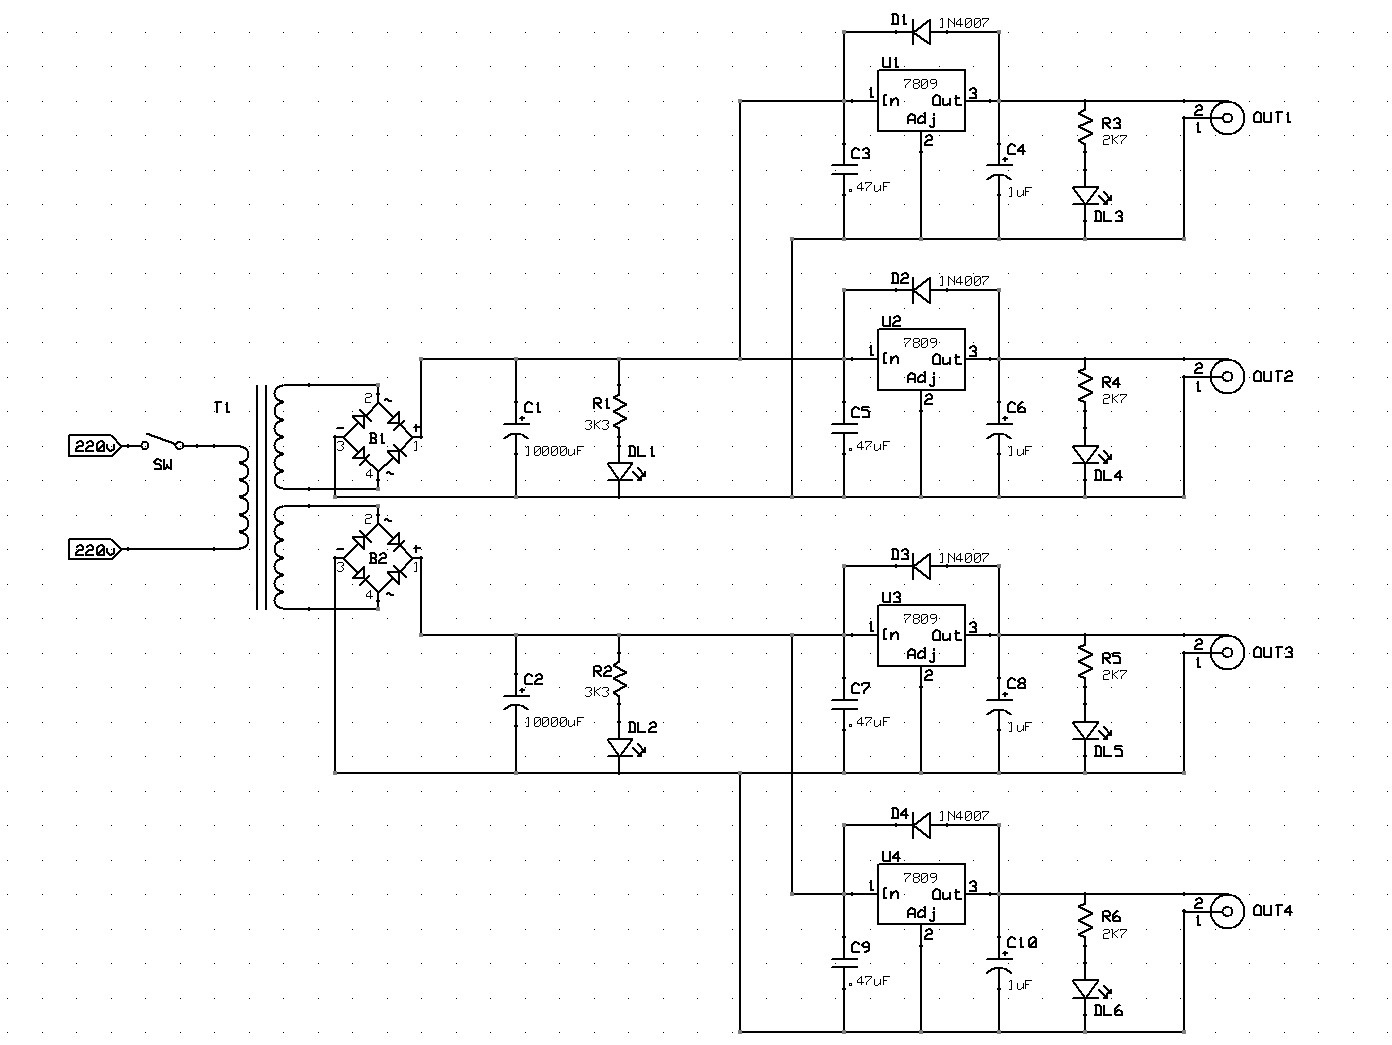 D1 1N4007
U1
7809
1 In Out 3
Adj
2
C3
.47uF
C4
+
1uF
R3
2K7
DL3
2
1
OUT1
D2 1N4007
U2
7809
1 In Out 3
Adj
2
C5
.47uF
C6
+
1uF
R4
2K7
DL4
2
1
OUT2
T1
220v
SW
220v
2 ~
- +
B1
3 1
4 ~
C1
+
10000uF
R1
3K3
DL1
2 ~
- +
B2
3 1
4 ~
D3 1N4007
U3
7809
1 In Out 3
Adj
2
C2
+
10000uF
R2
3K3
DL2
C7
.47uF
C8
+
1uF
R5
2K7
DL5
2
1
OUT3
D4 1N4007
U4
7809
1 In Out 3
Adj
2
C9
.47uF
C10
+
1uF
R6
2K7
DL6
2
1
OUT4